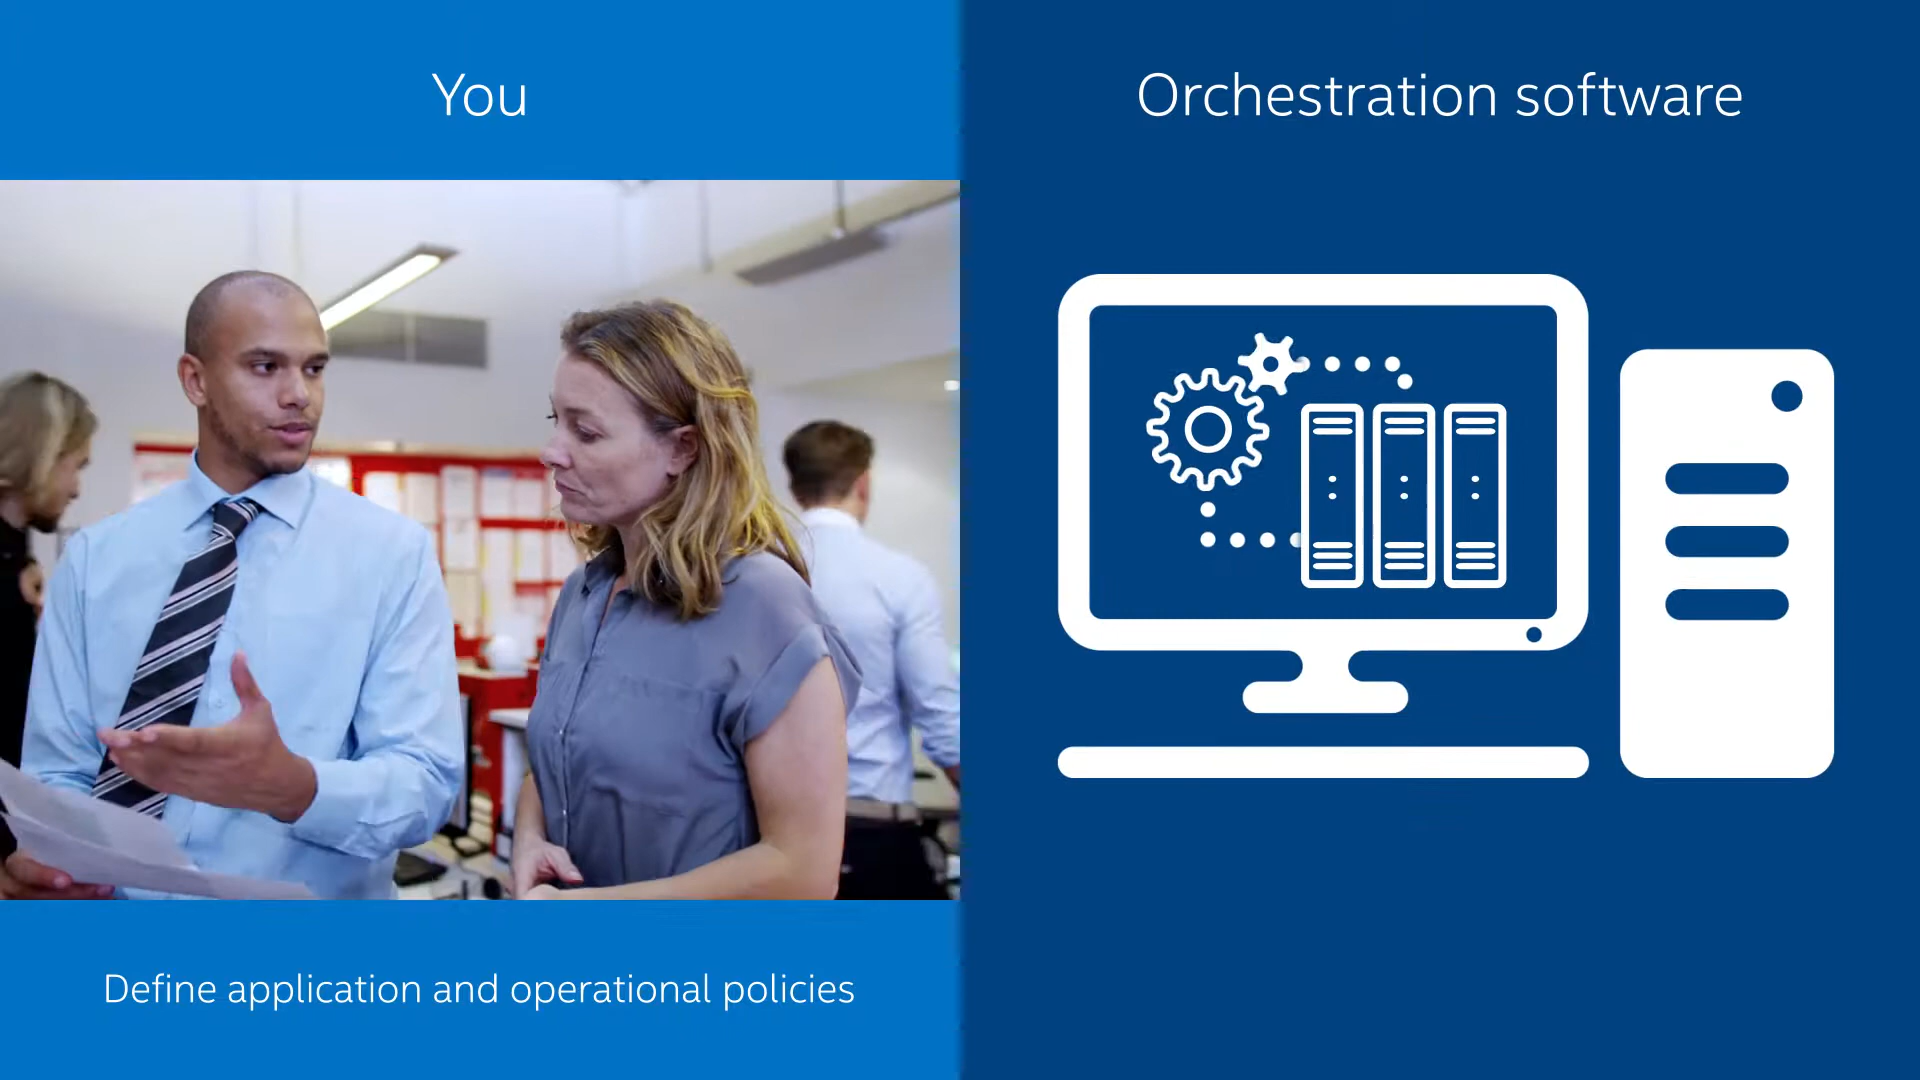 You
Orchestration software
Define application and operational policies